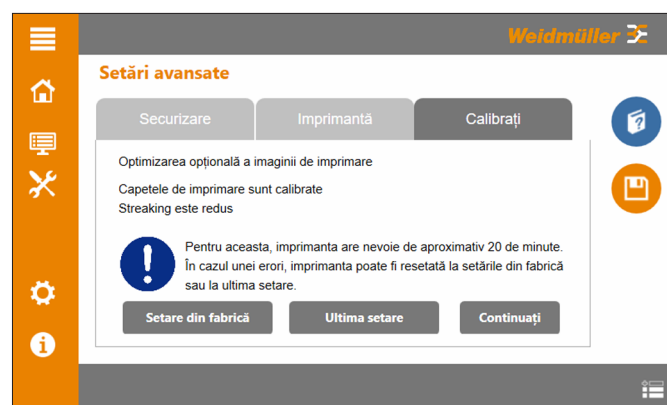 Weidmüller
Setări avansate
Securizare
Imprimantă
Calibrați
Optimizarea opțională a imaginii de imprimare
Capetele de imprimare sunt calibrate
Streaking este redus
Pentru aceasta, imprimanta are nevoie de aproximativ 20 de minute.
În cazul unei erori, imprimanta poate fi resetată la setările din fabrică
sau la ultima setare.
Setare din fabrică
Ultima setare
Continuați